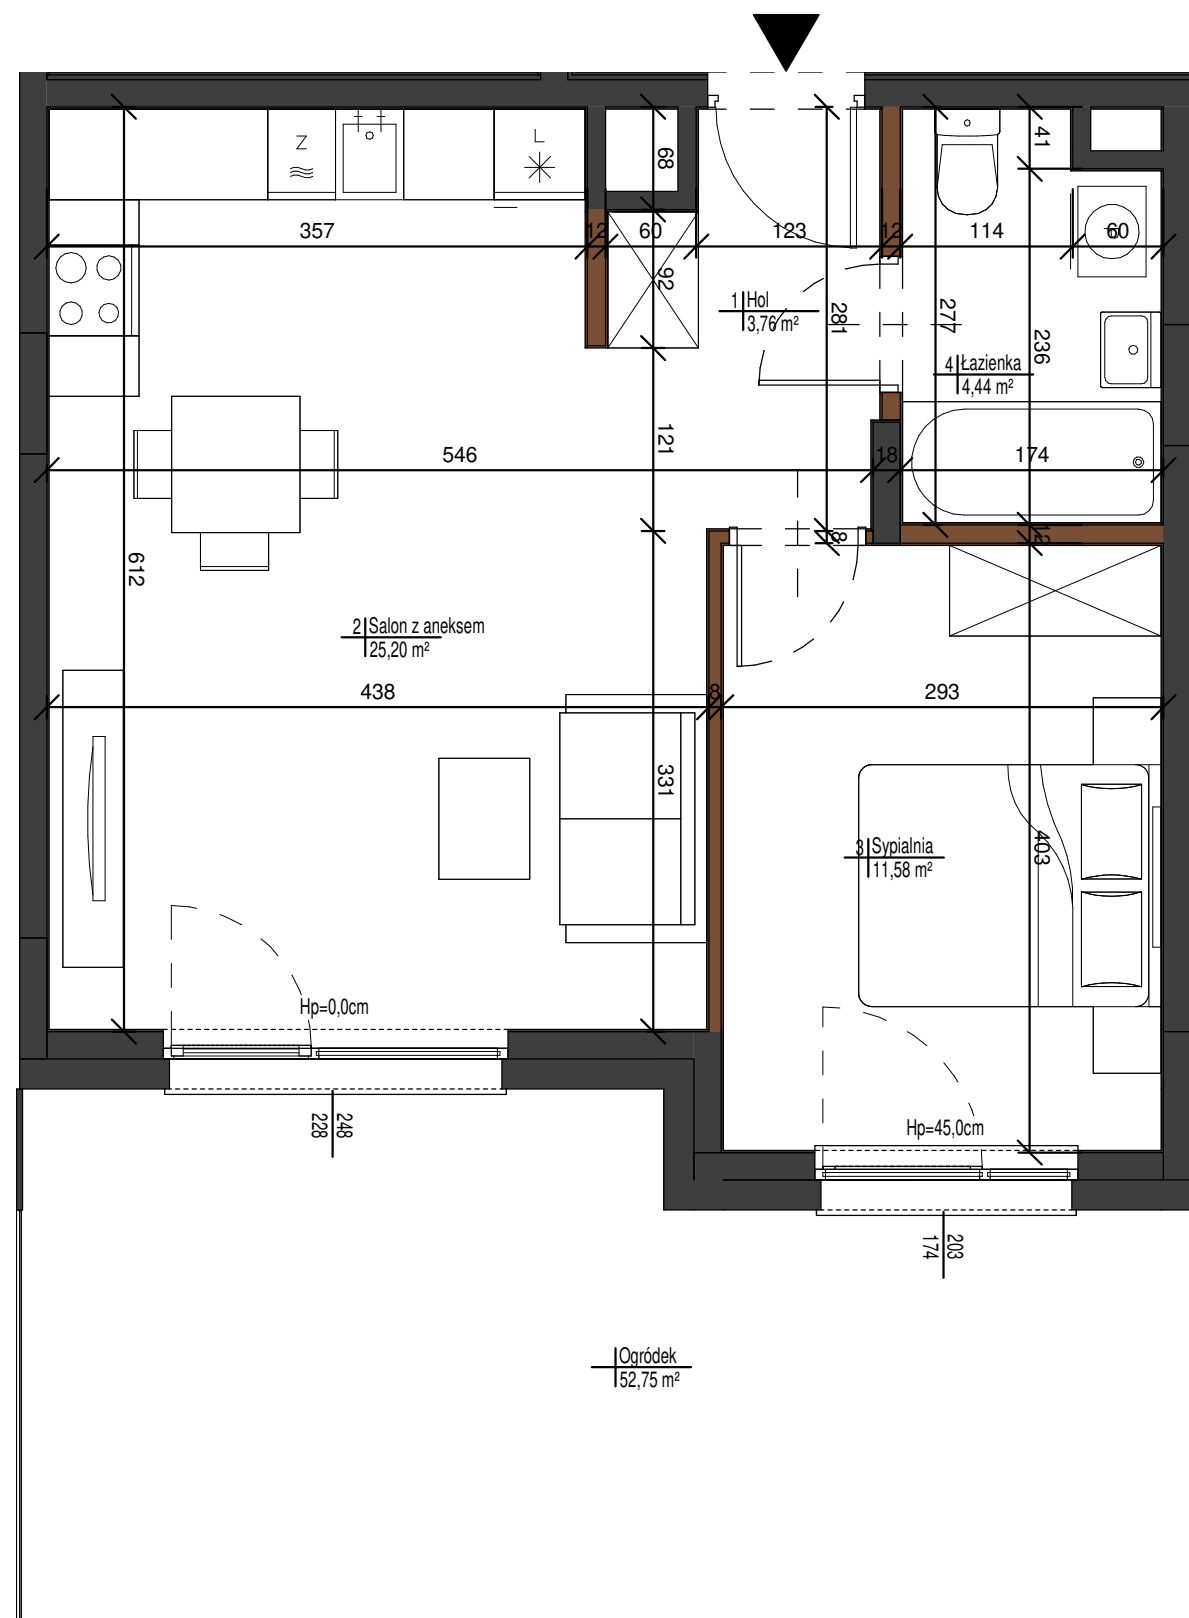 41
68
Z
L
357
12
60
123
12
114
60
92
1 Hol
3,76 m²
281
277
236
4 Łazienka
4,44 m²
121
546
18
174
8
12
612
2 Salon z aneksem
25,20 m²
438
8
293
331
403
3 Sypialnia
11,58 m²
Hp=0,0cm
248
228
Hp=45,0cm
203
174
Ogródek
52,75 m²